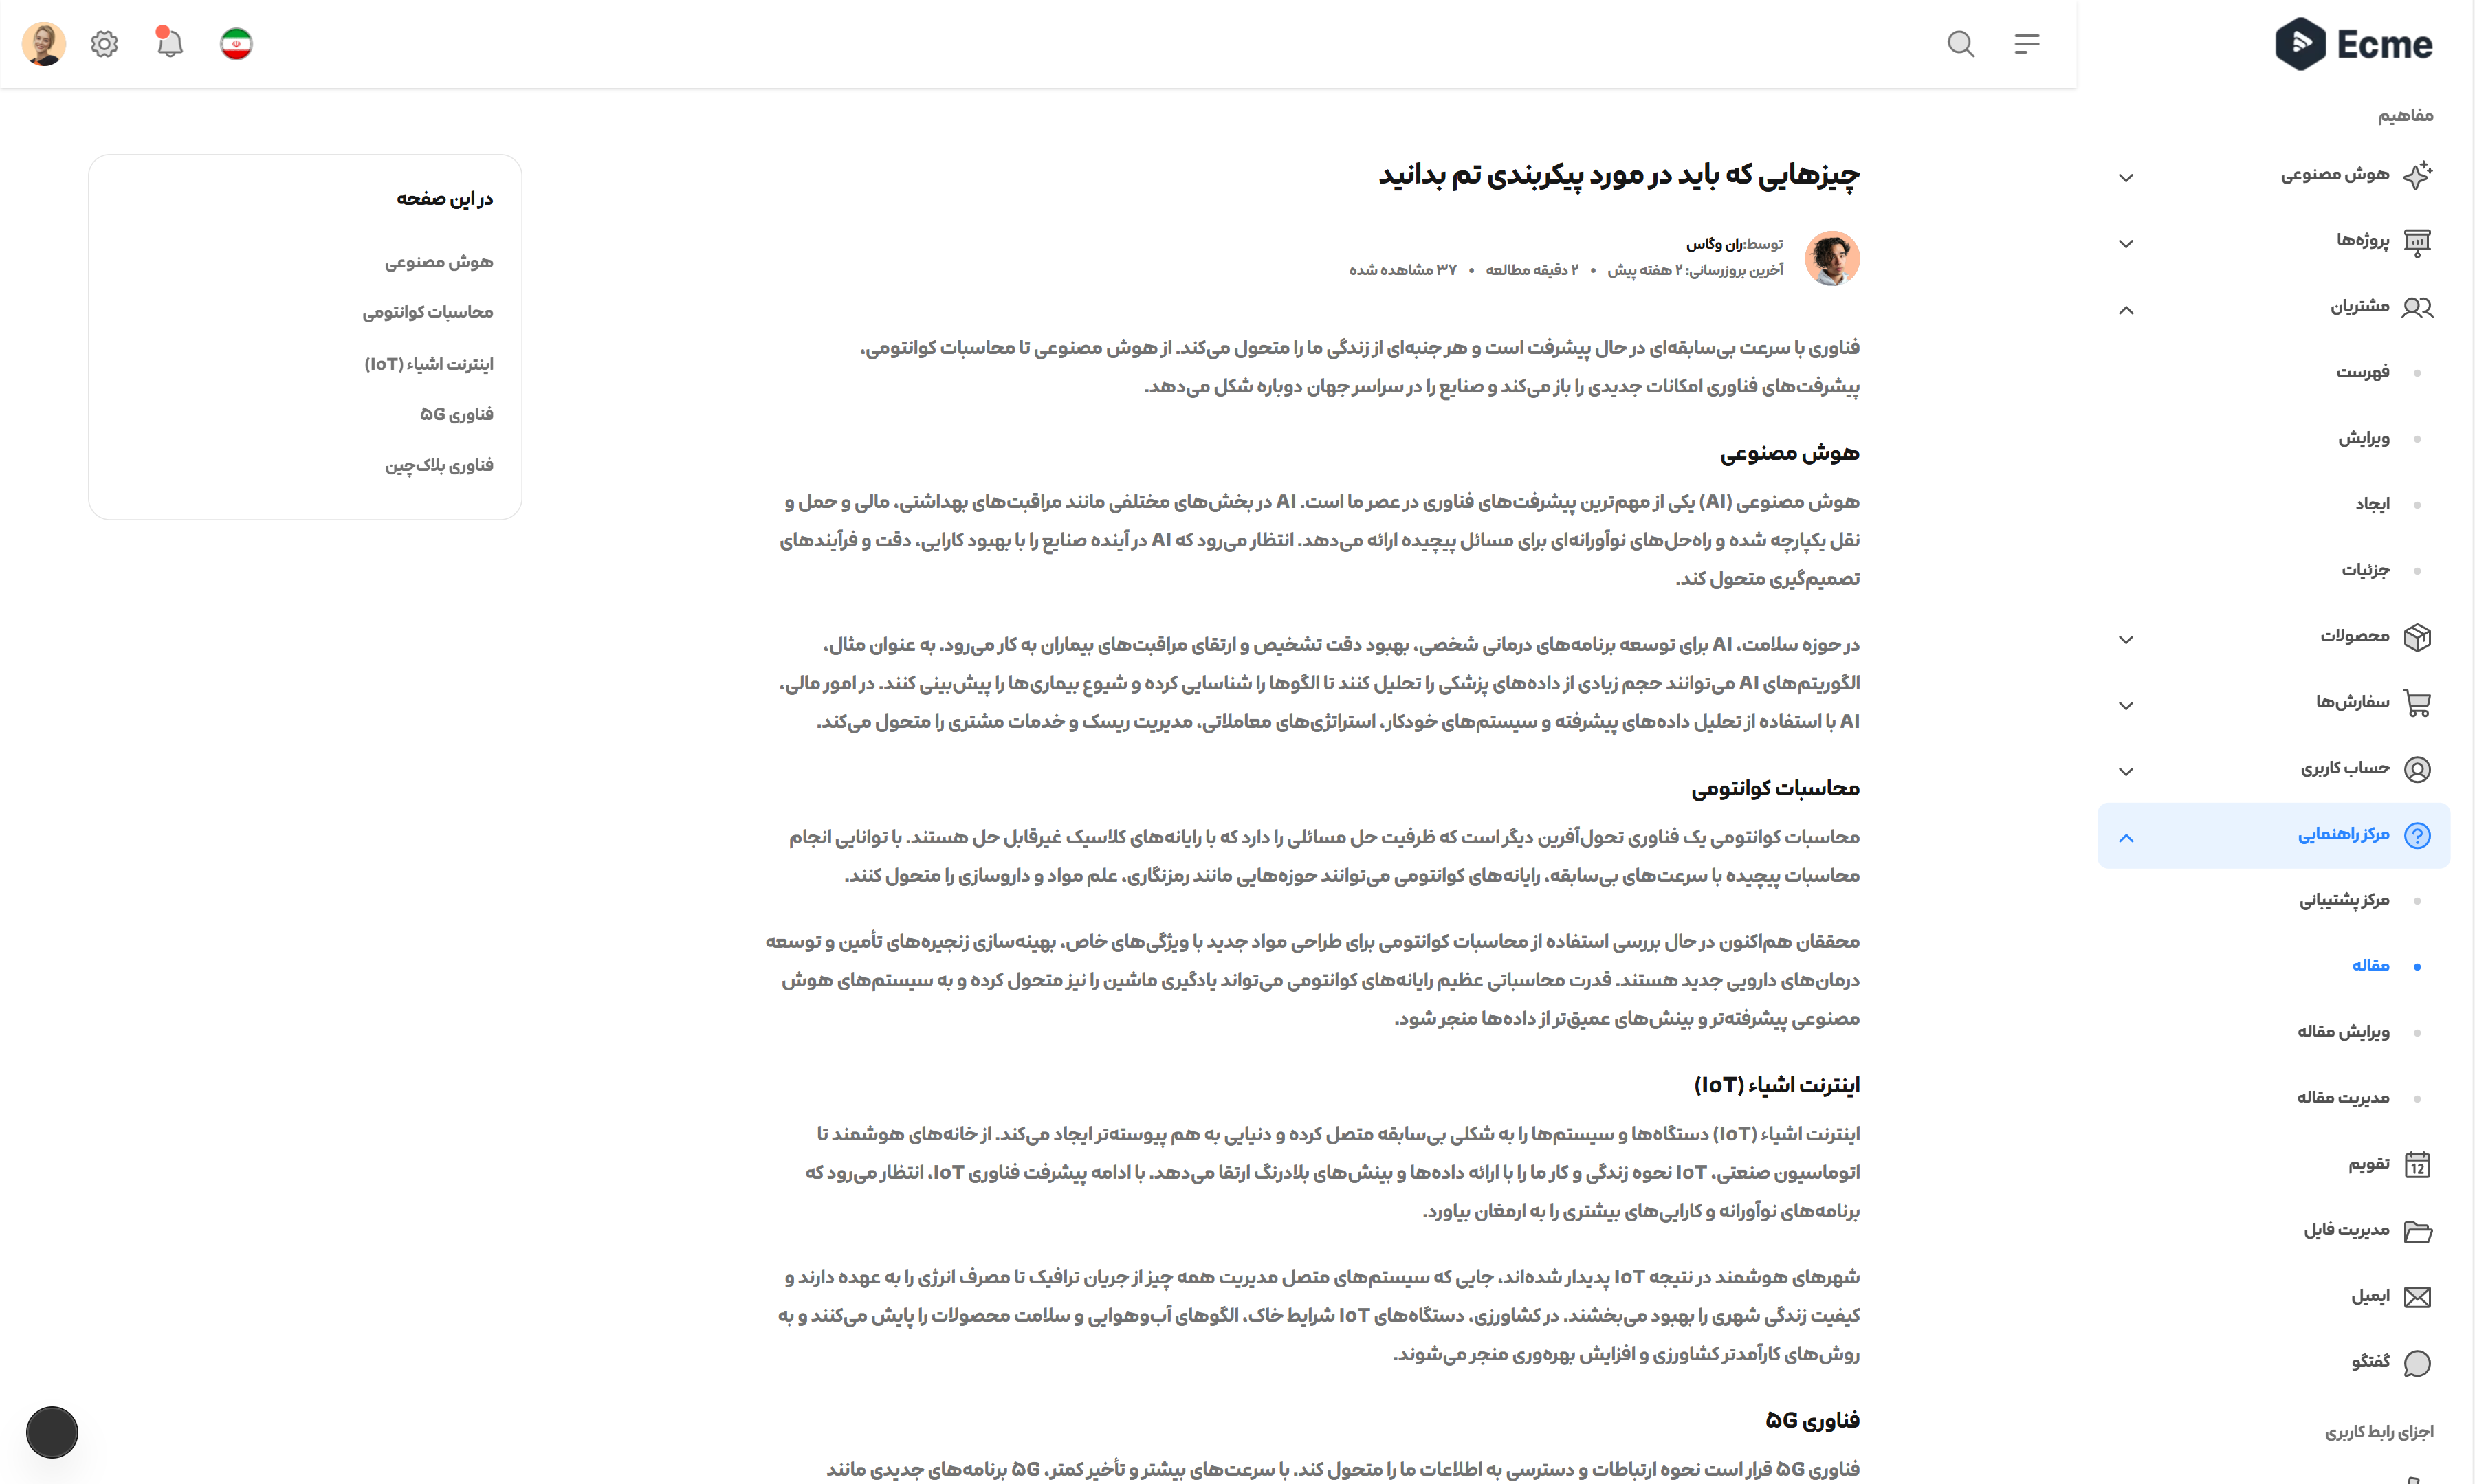 Ecme
مفاهیم
هوش مصنوعی
پروژه‌ها
مشتریان
فهرست
ویرایش
ایجاد
جزئیات
محصولات
سفارش‌ها
حساب کاربری
مرکز راهنمایی
مرکز پشتیبانی
مقاله
ویرایش مقاله
مدیریت مقاله
12
تقویم
مدیریت فایل
ایمیل
گفتگو
اجزای رابط کاربری
چیزهایی که باید در مورد پیکربندی تم بدانید
توسط:ران وگاس
آخرین بروزرسانی: ۲ هفته پیش • ۲ دقیقه مطالعه • ۳۷ مشاهده شده
فناوری با سرعت بی‌سابقه‌ای در حال پیشرفت است و هر جنبه‌ای از زندگی ما را متحول می‌کند. از هوش مصنوعی تا محاسبات کوانتومی،
پیشرفت‌های فناوری امکانات جدیدی را باز می‌کند و صنایع را در سراسر جهان دوباره شکل می‌دهد.
هوش مصنوعی
هوش مصنوعی (AI) یکی از مهم‌ترین پیشرفت‌های فناوری در عصر ما است. AI در بخش‌های مختلفی مانند مراقبت‌های بهداشتی، مالی و حمل و
نقل یکپارچه شده و راه‌حل‌های نوآورانه‌ای برای مسائل پیچیده ارائه می‌دهد. انتظار می‌رود که AI در آینده صنایع را با بهبود کارایی، دقت و فرآیندهای
تصمیم‌گیری متحول کند.
در حوزه سلامت، AI برای توسعه برنامه‌های درمانی شخصی، بهبود دقت تشخیص و ارتقای مراقبت‌های بیماران به کار می‌رود. به عنوان مثال،
الگوریتم‌های AI می‌توانند حجم زیادی از داده‌های پزشکی را تحلیل کنند تا الگوها را شناسایی کرده و شیوع بیماری‌ها را پیش‌بینی کنند. در امور مالی،
AI با استفاده از تحلیل داده‌های پیشرفته و سیستم‌های خودکار، استراتژی‌های معاملاتی، مدیریت ریسک و خدمات مشتری را متحول می‌کند.
محاسبات کوانتومی
محاسبات کوانتومی یک فناوری تحول‌آفرین دیگر است که ظرفیت حل مسائلی را دارد که با رایانه‌های کلاسیک غیرقابل حل هستند. با توانایی انجام
محاسبات پیچیده با سرعت‌های بی‌سابقه، رایانه‌های کوانتومی می‌توانند حوزه‌هایی مانند رمزنگاری، علم مواد و داروسازی را متحول کنند.
محققان هم‌اکنون در حال بررسی استفاده از محاسبات کوانتومی برای طراحی مواد جدید با ویژگی‌های خاص، بهینه‌سازی زنجیره‌های تأمین و توسعه
درمان‌های دارویی جدید هستند. قدرت محاسباتی عظیم رایانه‌های کوانتومی می‌تواند یادگیری ماشین را نیز متحول کرده و به سیستم‌های هوش
مصنوعی پیشرفته‌تر و بینش‌های عمیق‌تر از داده‌ها منجر شود.
اینترنت اشیاء (IoT)
اینترنت اشیاء (IoT) دستگاه‌ها و سیستم‌ها را به شکلی بی‌سابقه متصل کرده و دنیایی به هم پیوسته‌تر ایجاد می‌کند. از خانه‌های هوشمند تا
اتوماسیون صنعتی، IoT نحوه زندگی و کار ما را با ارائه داده‌ها و بینش‌های بلادرنگ ارتقا می‌دهد. با ادامه پیشرفت فناوری IoT، انتظار می‌رود که
برنامه‌های نوآورانه و کارایی‌های بیشتری را به ارمغان بیاورد.
شهرهای هوشمند در نتیجه IoT پدیدار شده‌اند، جایی که سیستم‌های متصل مدیریت همه چیز از جریان ترافیک تا مصرف انرژی را به عهده دارند و
کیفیت زندگی شهری را بهبود می‌بخشند. در کشاورزی، دستگاه‌های IoT شرایط خاک، الگوهای آب‌وهوایی و سلامت محصولات را پایش می‌کنند و به
روش‌های کارآمدتر کشاورزی و افزایش بهره‌وری منجر می‌شوند.
فناوری ۵G
فناوری ۵G قرار است نحوه ارتباطات و دسترسی به اطلاعات ما را متحول کند. با سرعت‌های بیشتر و تأخیر کمتر، ۵G برنامه‌های جدیدی مانند
در این صفحه
هوش مصنوعی
محاسبات کوانتومی
اینترنت اشیاء (IoT)
فناوری ۵G
فناوری بلاک‌چین